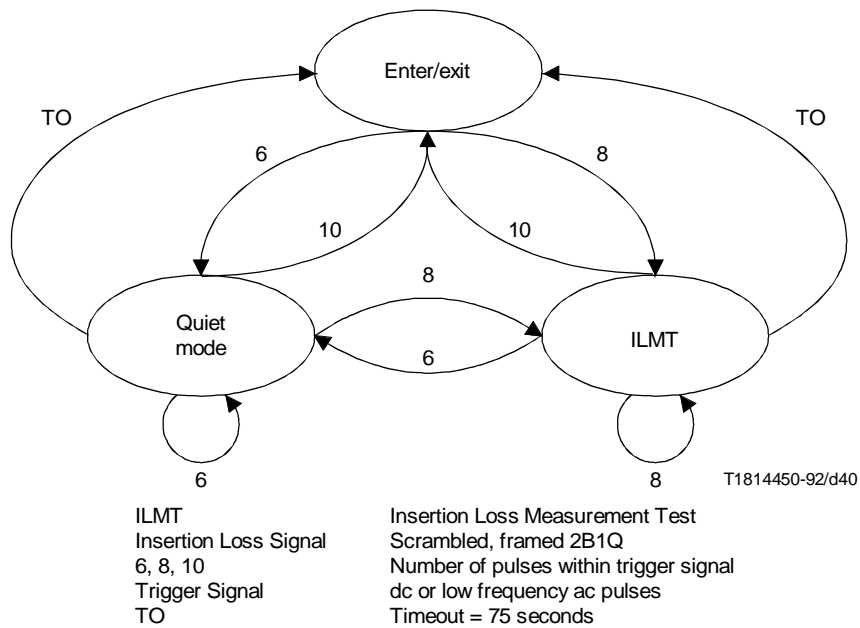 Enter/exit
TO
TO
6
8
10
10
8
Quiet
mode
ILMT
6
6
8
T1814450-92/d40
ILMT Insertion Loss Measurement Test
Insertion Loss Signal Scrambled, framed 2B1Q
6, 8, 10 Number of pulses within trigger signal
Trigger Signal dc or low frequency ac pulses
TO Timeout = 75 seconds